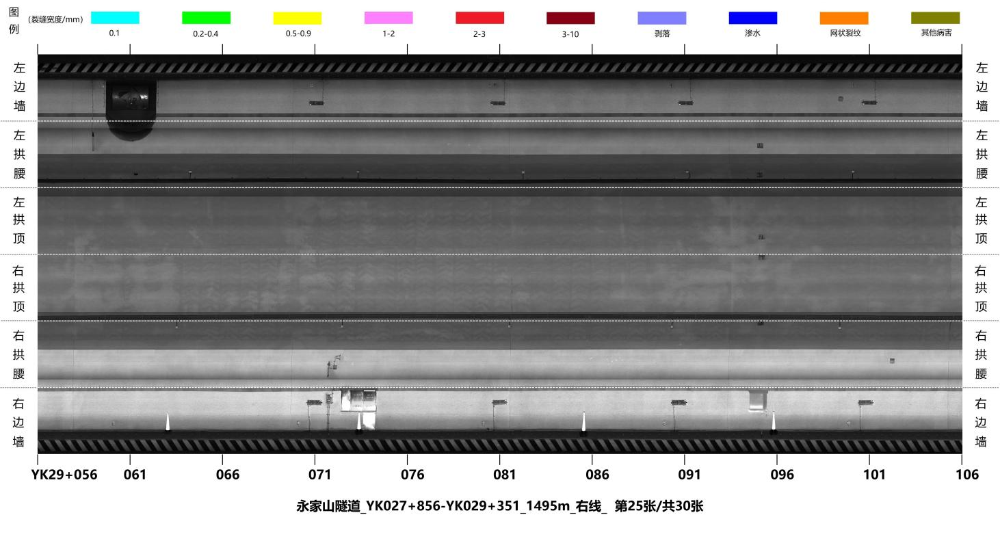 图例 (裂缝宽度/mm) 0.1 0.2-0.4 0.5-0.9 1-2 2-3 3-10 剥落 渗水 网状裂纹 其他病害
左边墙 左边墙
左拱腰 左拱腰
左拱顶 左拱顶
右拱顶 右拱顶
右拱腰 右拱腰
右边墙 右边墙
YK29+056 061 066 071 076 081 086 091 096 101 106
永家山隧道_YK027+856-YK029+351_1495m_右线_ 第25张/共30张